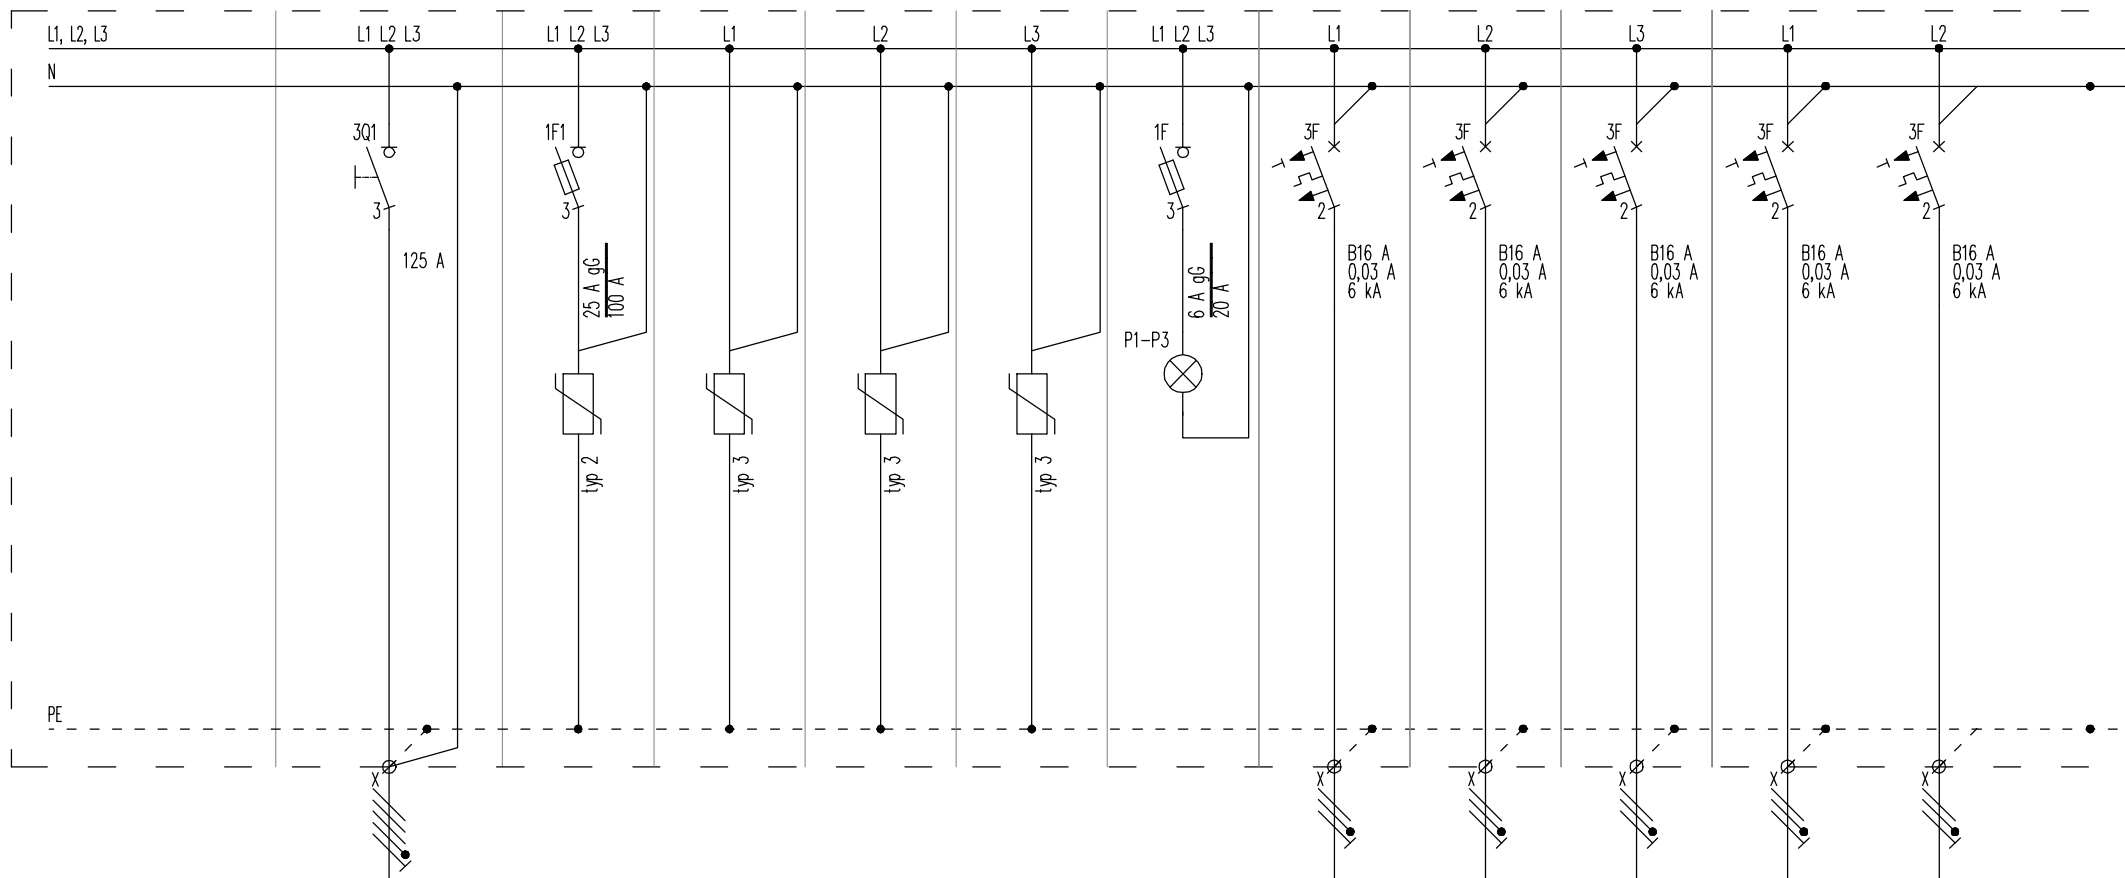 L1, L2, L3
L1 L2 L3
L1 L2 L3
L1
L2
L3
L1 L2 L3
L1
L2
L3
L1
L2
N
3Q1
1F1
1F
3F
3F
3F
3F
3F
3
3
3
2
2
2
2
2
125 A
25 A gG
100 A
6 A gG
20 A
B16 A
0,03 A
6 kA
B16 A
0,03 A
6 kA
B16 A
0,03 A
6 kA
B16 A
0,03 A
6 kA
B16 A
0,03 A
6 kA
P1-P3
typ 2
typ 3
typ 3
typ 3
PE
X
X
X
X
X
X